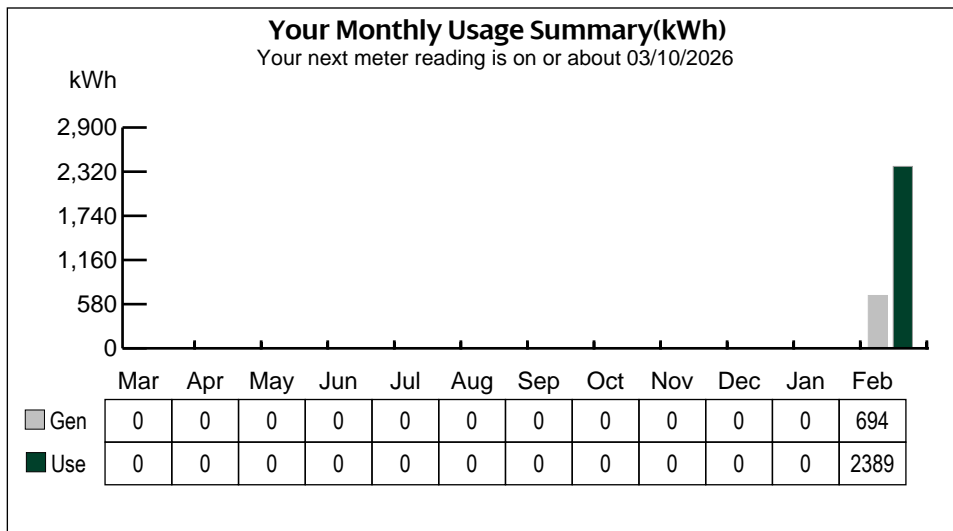 Your Monthly Usage Summary(kWh)
Your next meter reading is on or about 03/10/2026
kWh
2,900
2,320
1,740
1,160
580
0
Mar Apr May Jun Jul Aug Sep Oct Nov Dec Jan Feb
Gen 0 0 0 0 0 0 0 0 0 0 0 694
Use 0 0 0 0 0 0 0 0 0 0 0 2389